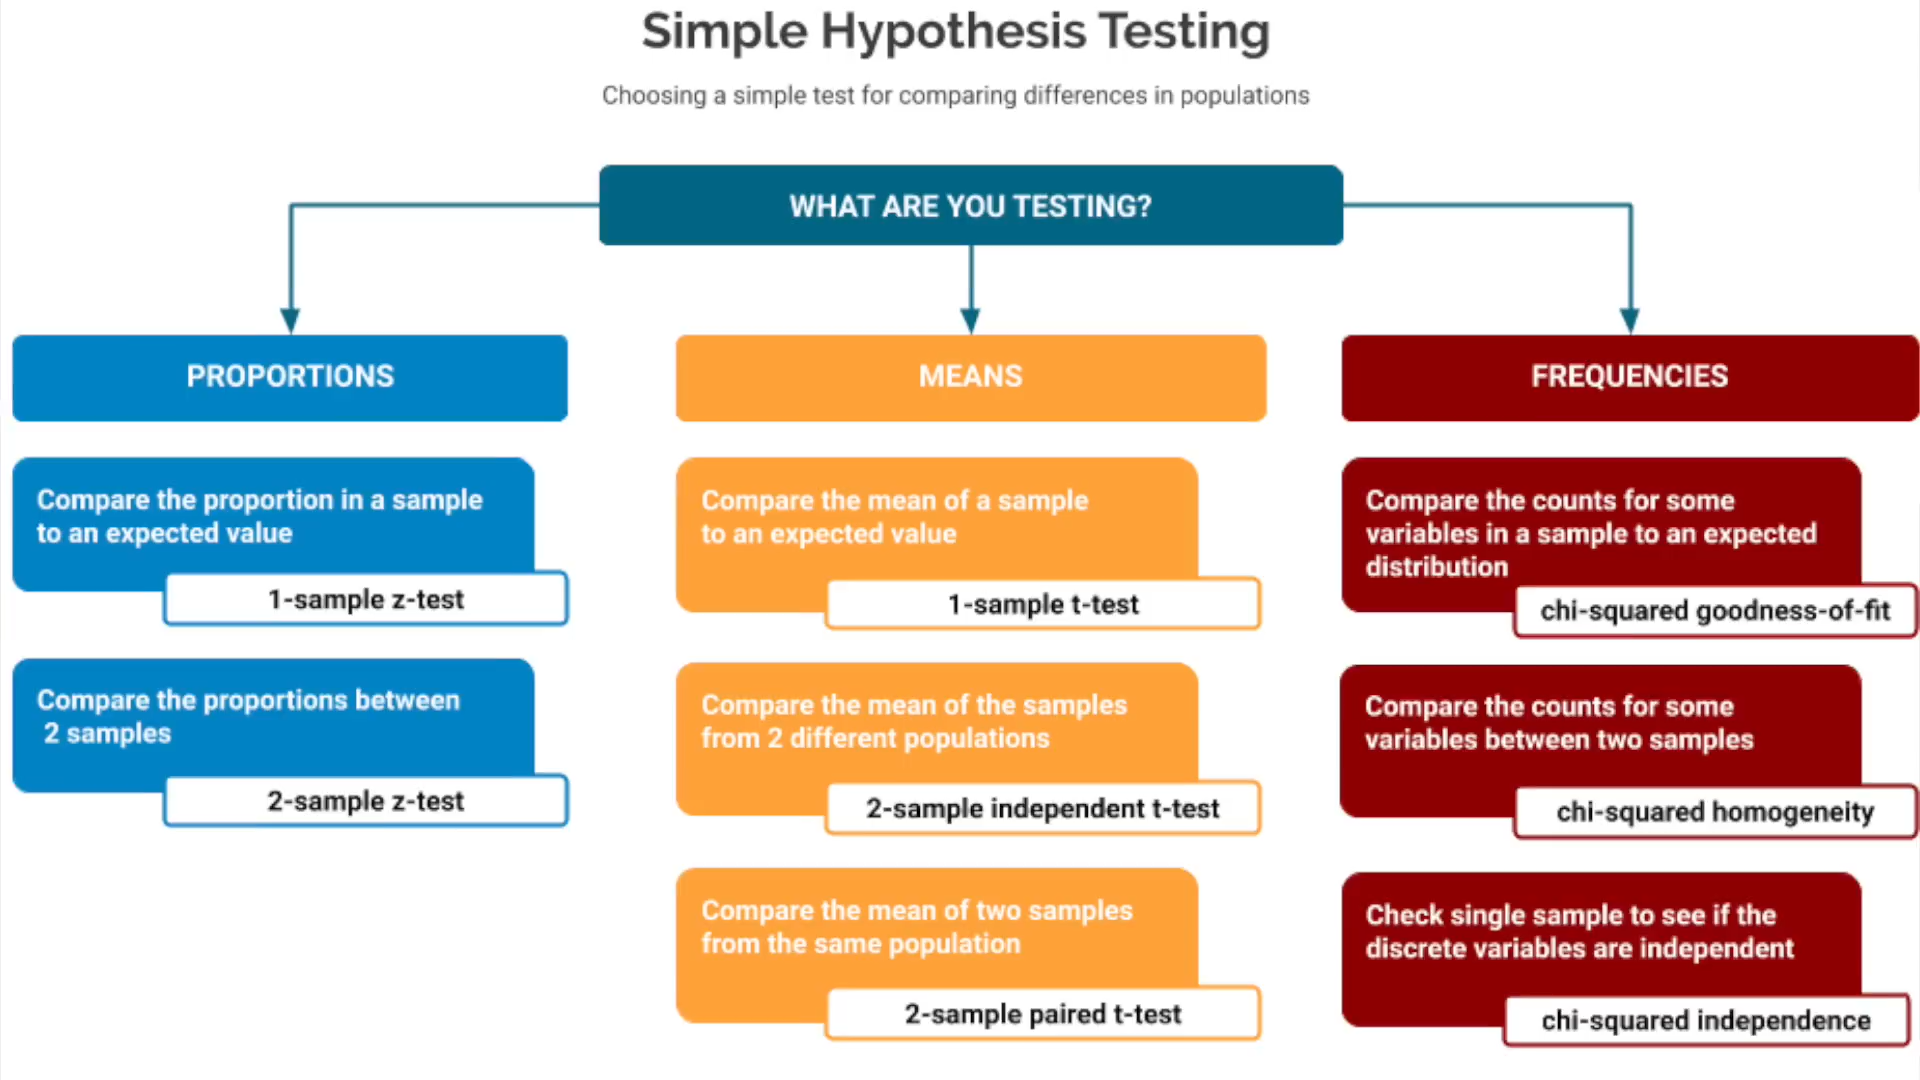 Simple Hypothesis Testing
Choosing a simple test for comparing differences in populations
WHAT ARE YOU TESTING?
PROPORTIONS
Compare the proportion in a sample
to an expected value
1-sample z-test
Compare the proportions between
2 samples
2-sample z-test
MEANS
Compare the mean of a sample
to an expected value
1-sample t-test
Compare the mean of the samples
from 2 different populations
2-sample independent t-test
Compare the mean of two samples
from the same population
2-sample paired t-test
FREQUENCIES
Compare the counts for some
variables in a sample to an expected
distribution
chi-squared goodness-of-fit
Compare the counts for some
variables between two samples
chi-squared homogeneity
Check single sample to see if the
discrete variables are independent
chi-squared independence